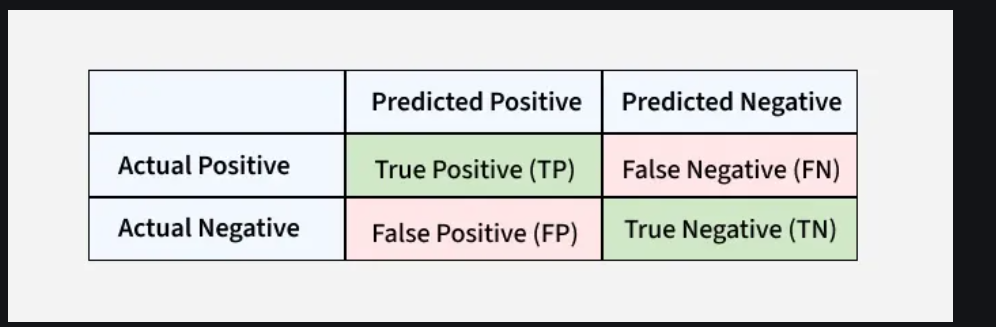 Predicted Positive Predicted Negative
Actual Positive True Positive (TP) False Negative (FN)
Actual Negative False Positive (FP) True Negative (TN)